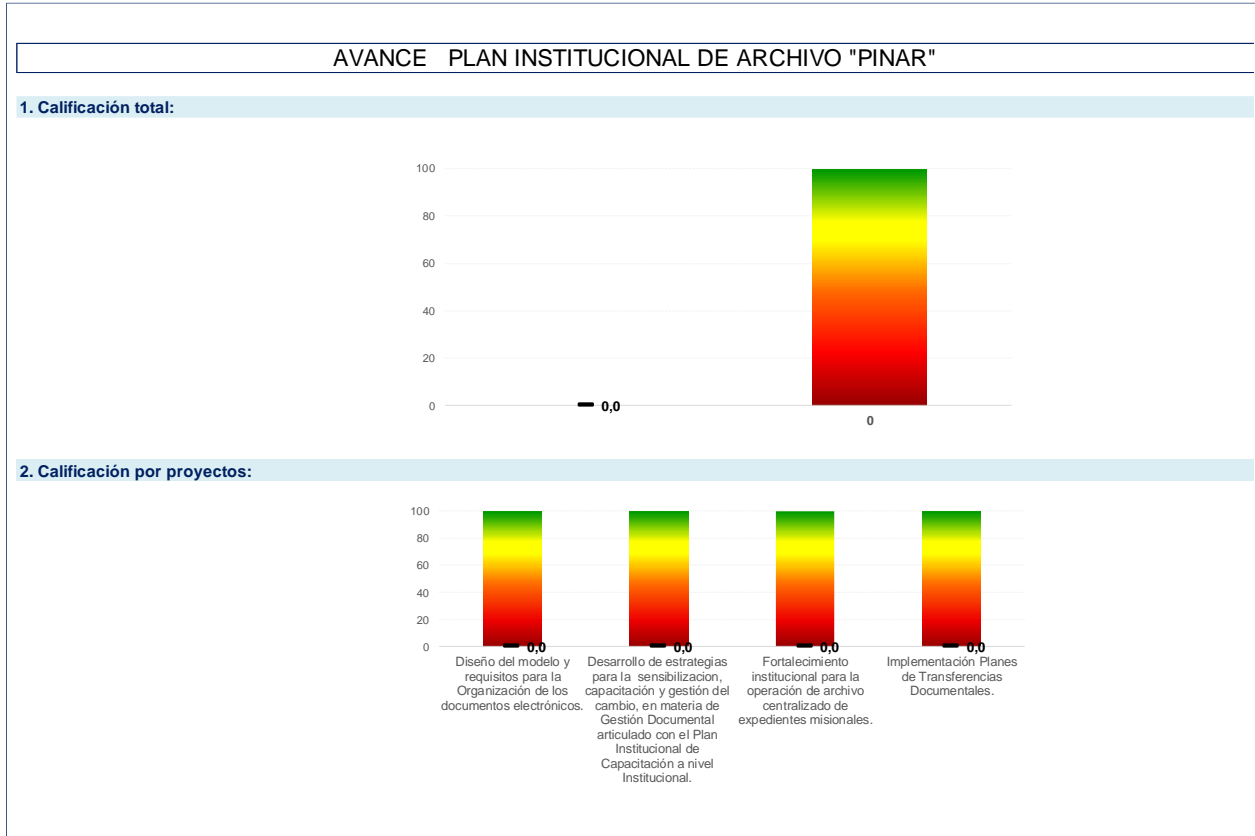 AVANCE   PLAN INSTITUCIONAL DE ARCHIVO "PINAR"
1. Calificación total:
100
80
60
40
20
0
0,0
0
2. Calificación por proyectos:
100
80
60
40
20
0
0,0
0,0
0,0
0,0
Diseño del modelo y
requisitos para la
Organización de los
documentos electrónicos.
Desarrollo de estrategias
para la  sensibilizacion,
capacitación y gestión del
cambio, en materia de
Gestión Documental
articulado con el Plan
Institucional de
Capacitación a nivel
Institucional.
Fortalecimiento
institucional para la
operación de archivo
centralizado de
expedientes misionales.
Implementación Planes
de Transferencias
Documentales.